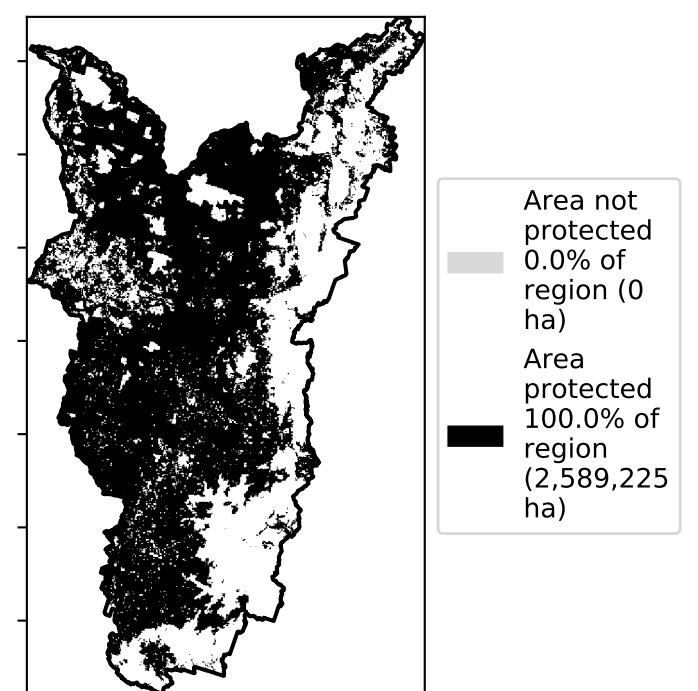 Area not
protected
0.0% of
region (0
ha)
Area
protected
100.0% of
region
(2,589,225
ha)